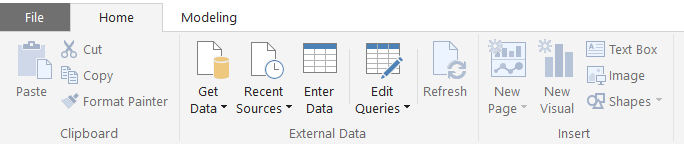 File Home Modeling
Paste
Cut
Copy
Format Painter
Clipboard
Get
Data
Recent
Sources
Enter
Data
Edit
Queries
Refresh
External Data
New
Page
New
Visual
Text Box
Image
Shapes
Insert